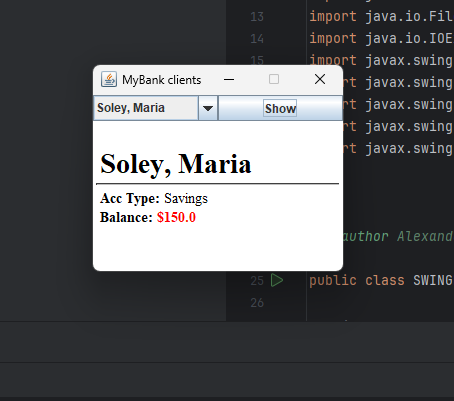 13 import java.io.Fil
14 import java.io.IOE
15 import javax.swing
MyBank clients
import javax.swing
Soley, Maria
Show
rt javax.swing
rt javax.swing
rt javax.swing
Soley, Maria
Acc Type: Savings
Balance: $150.0
author Alexand
25 public class SWING
26